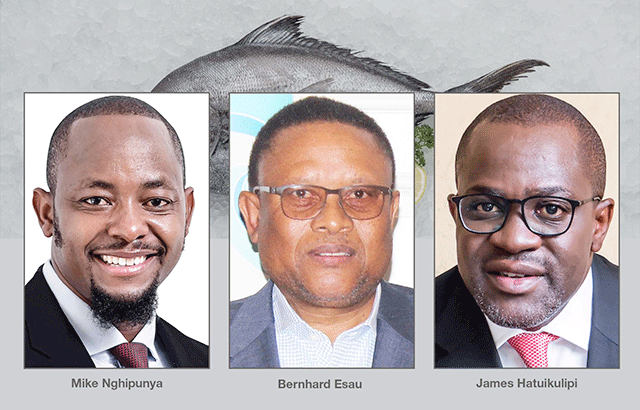 Mike Nghipunya
Bernhard Esau
James Hatuikulipi